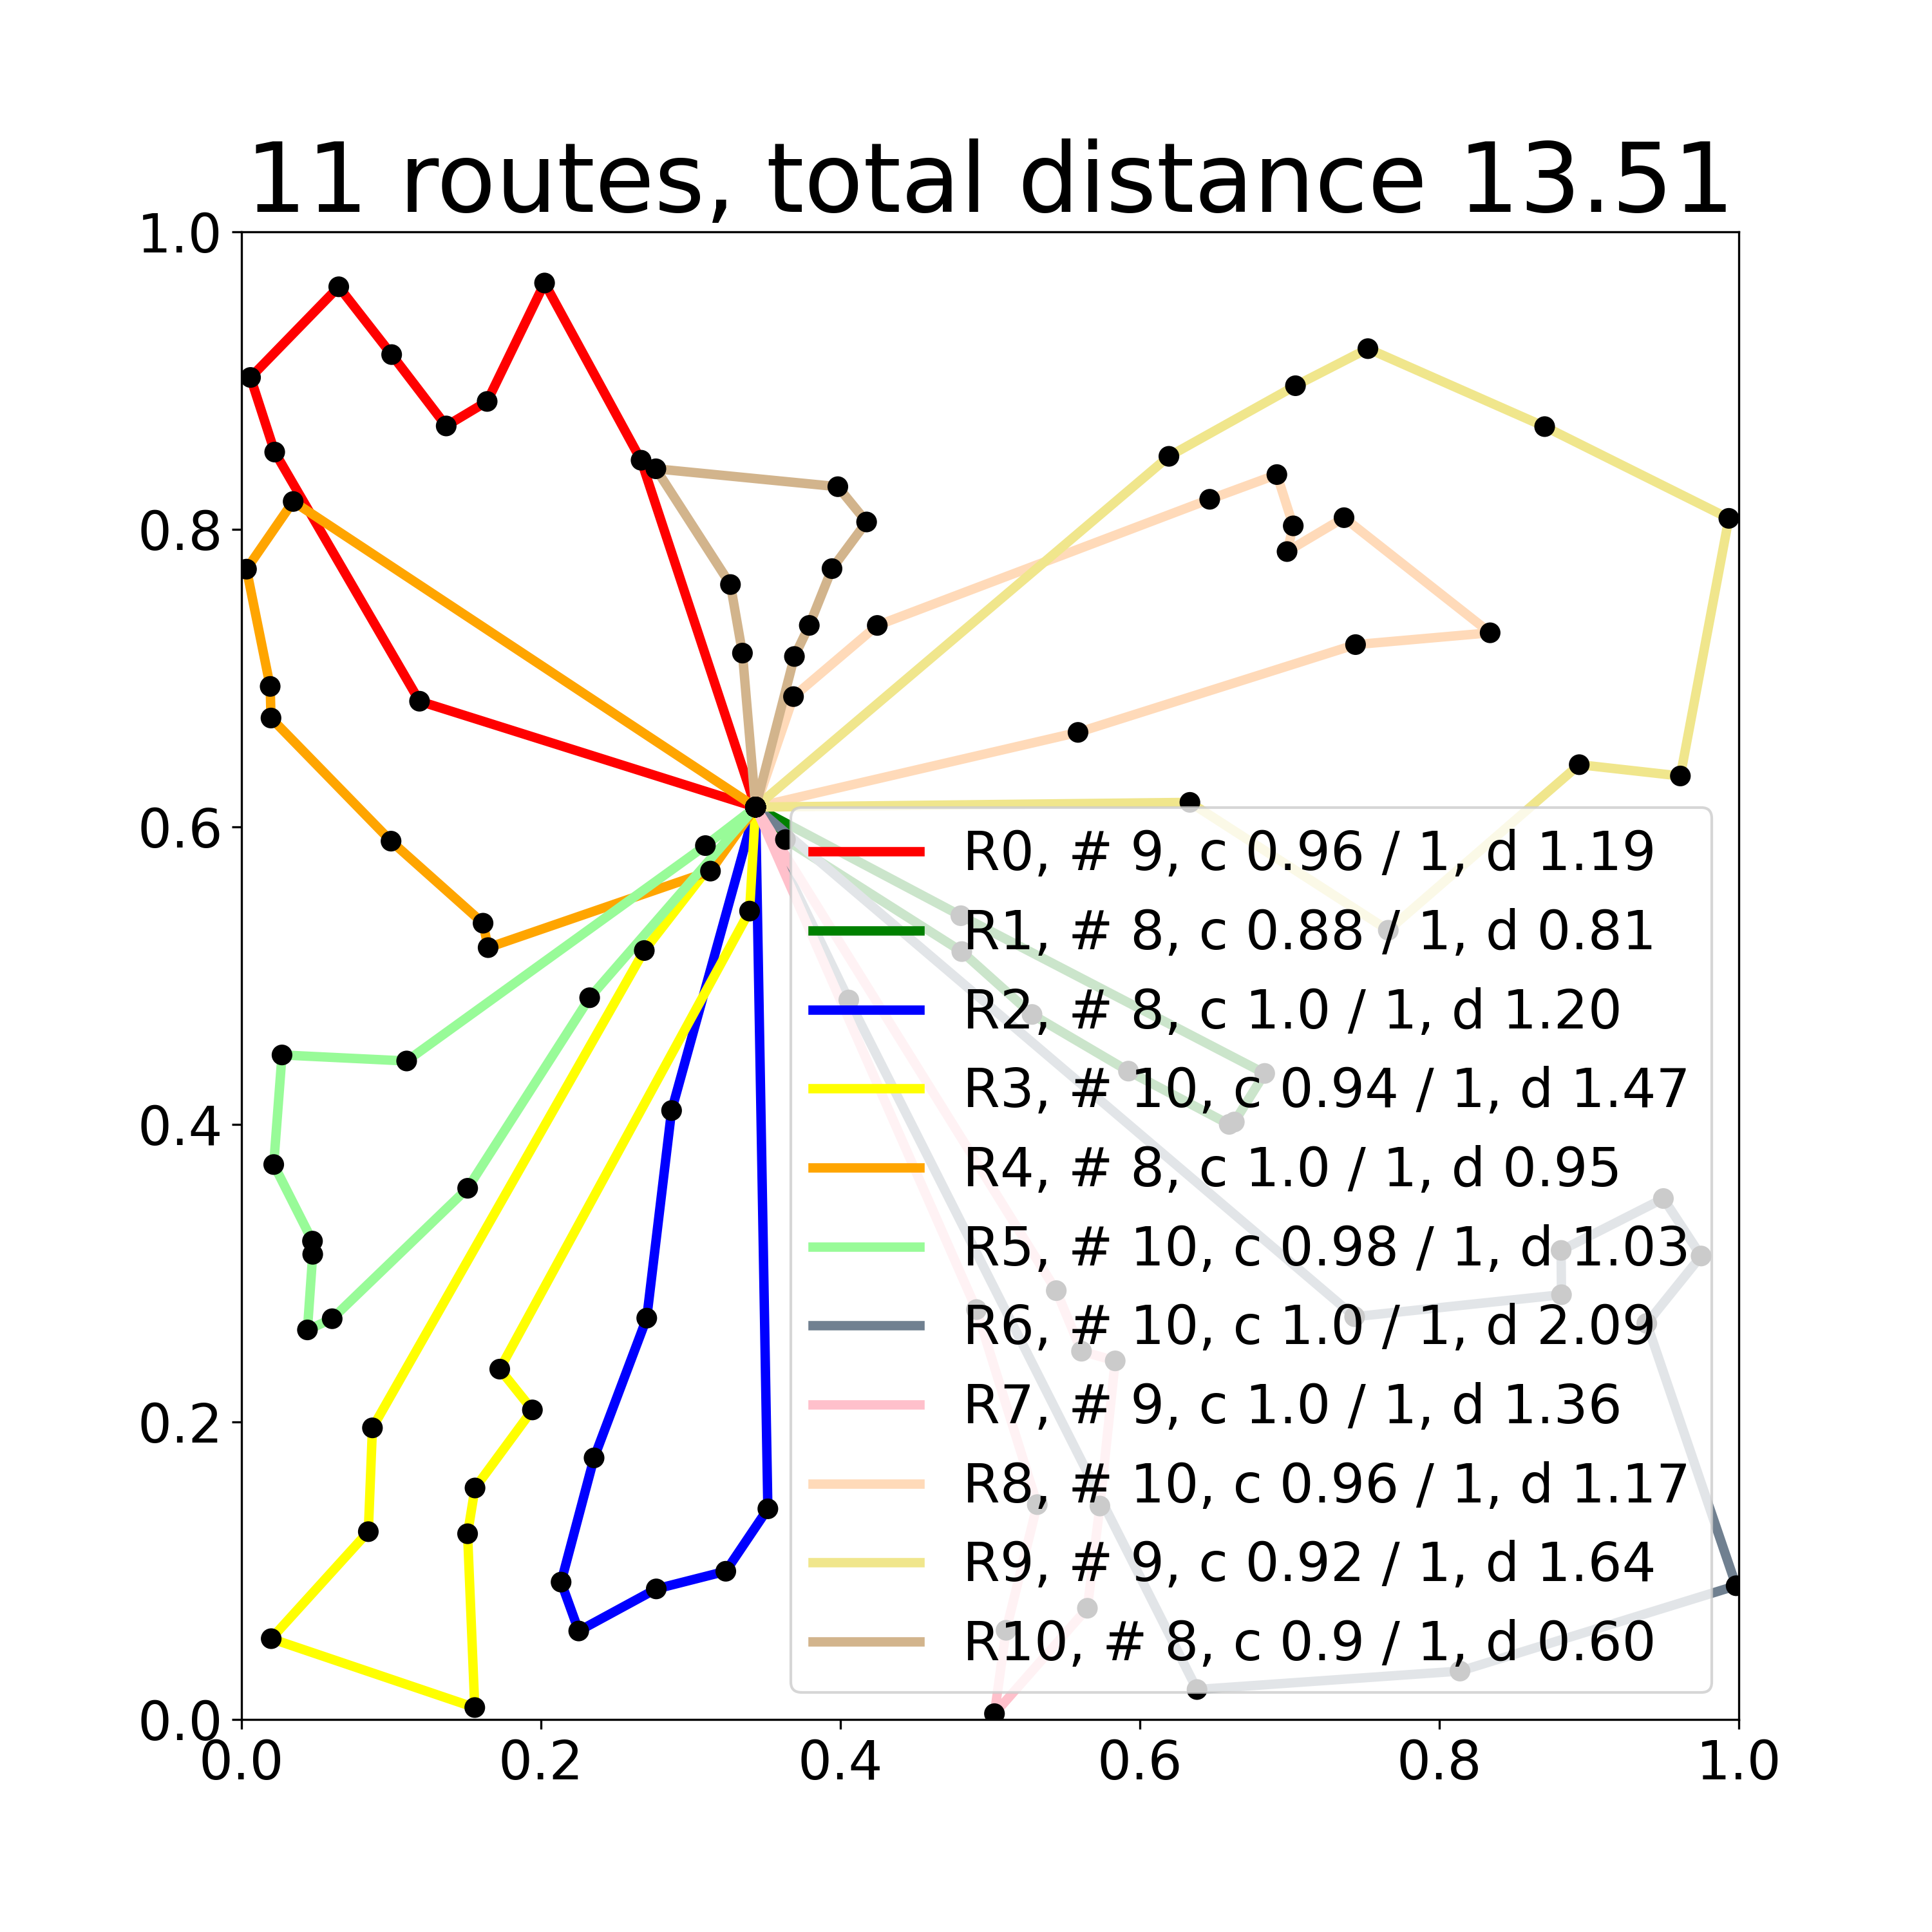 11 routes, total distance 13.51
1.0
0.8
0.6
0.4
0.2
0.0
0.0 0.2 0.4 0.6 0.8 1.0
R0, # 9, c 0.96 / 1, d 1.19
R1, # 8, c 0.88 / 1, d 0.81
R2, # 8, c 1.0 / 1, d 1.20
R3, # 10, c 0.94 / 1, d 1.47
R4, # 8, c 1.0 / 1, d 0.95
R5, # 10, c 0.98 / 1, d 1.03
R6, # 10, c 1.0 / 1, d 2.09
R7, # 9, c 1.0 / 1, d 1.36
R8, # 10, c 0.96 / 1, d 1.17
R9, # 9, c 0.92 / 1, d 1.64
R10, # 8, c 0.9 / 1, d 0.60